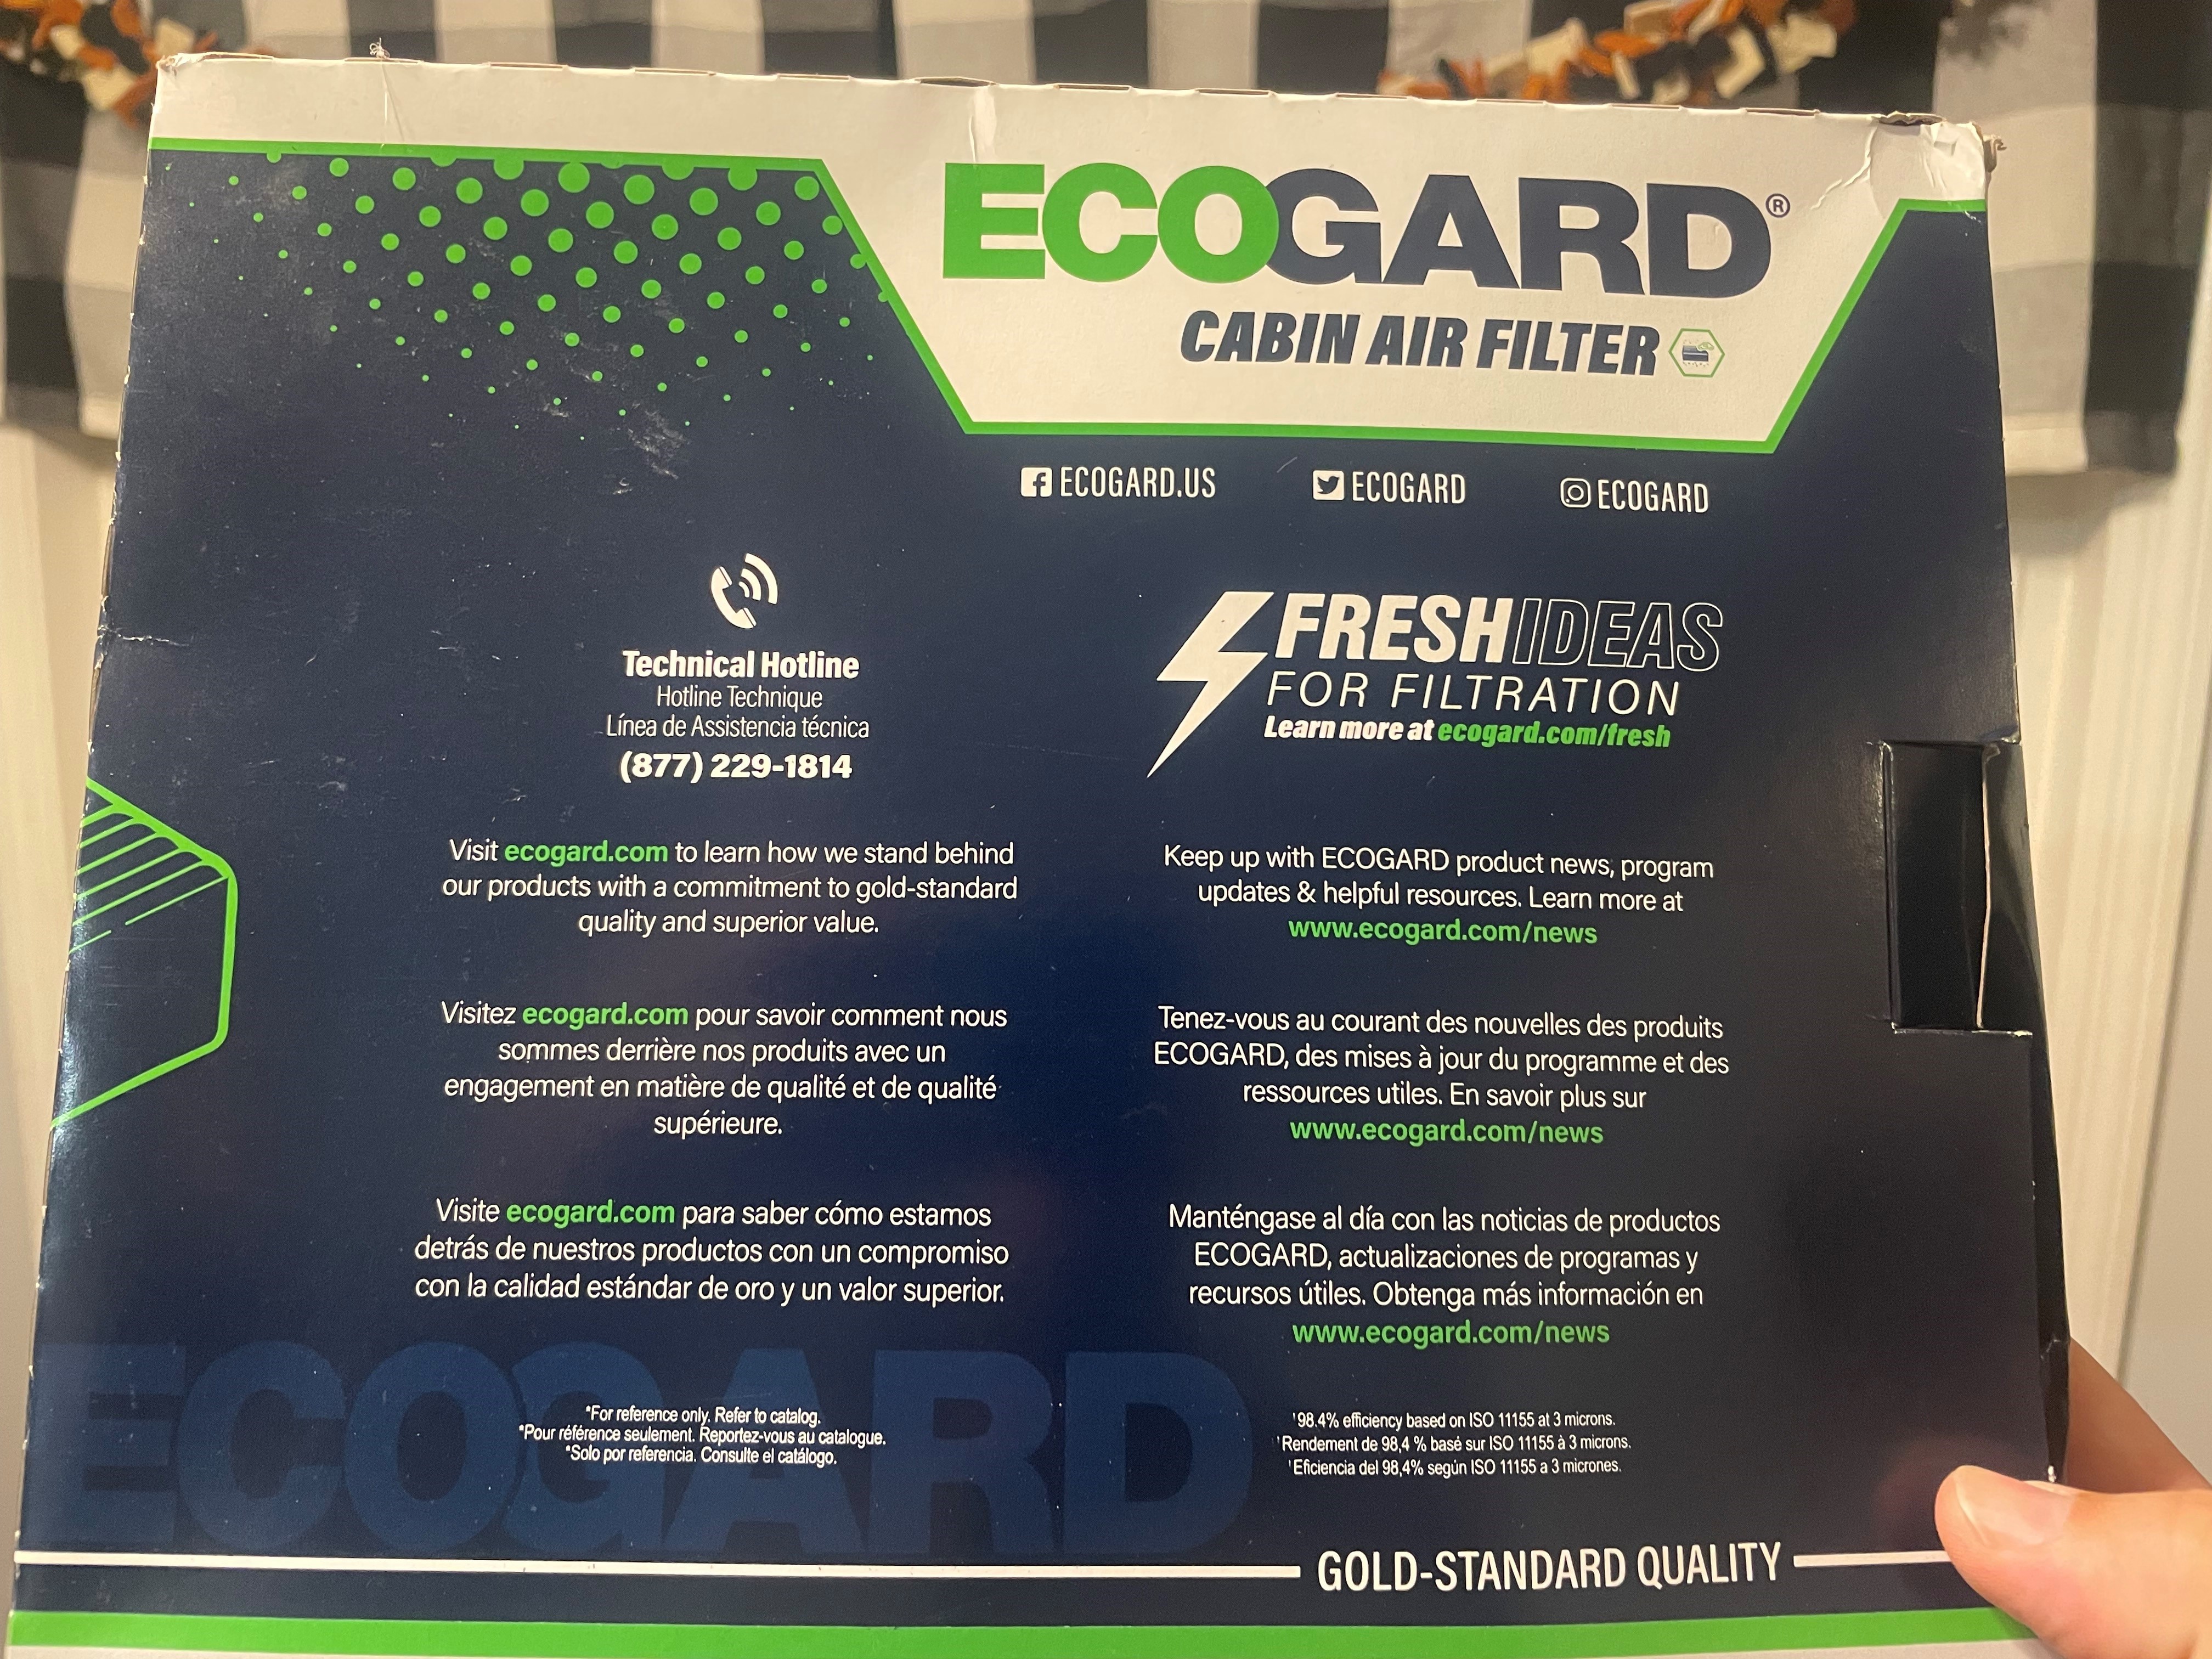 ECOGARD®
CABIN AIR FILTER
ECOGARD.US
ECOGARD
ECOGARD
Technical Hotline
Hotline Technique
Línea de Assistencia técnica
(877) 229-1814
FRESHIDEAS
FOR FILTRATION
Learn more at ecogard.com/fresh
Visit ecogard.com to learn how we stand behind
our products with a commitment to gold-standard
quality and superior value.
Keep up with ECOGARD product news, program
updates & helpful resources. Learn more at
www.ecogard.com/news
Visitez ecogard.com pour savoir comment nous
sommes derrière nos produits avec un
engagement en matière de qualité et de qualité
supérieure.
Tenez-vous au courant des nouvelles des produits
ECOGARD, des mises à jour du programme et des
ressources utiles. En savoir plus sur
www.ecogard.com/news
Visite ecogard.com para saber cómo estamos
detrás de nuestros productos con un compromiso
con la calidad estándar de oro y un valor superior.
Manténgase al día con las noticias de productos
ECOGARD, actualizaciones de programas y
recursos útiles. Obtenga más información en
www.ecogard.com/news
ECOGARD
*For reference only. Refer to catalog.
*Pour référence seulement. Reportez-vous au catalogue.
*Solo por referencia. Consulte el catálogo.
¹98.4% efficiency based on ISO 11155 at 3 microns.
¹Rendement de 98,4 % basé sur ISO 11155 à 3 microns.
¹Eficiencia del 98,4% según ISO 11155 a 3 micrones.
GOLD-STANDARD QUALITY